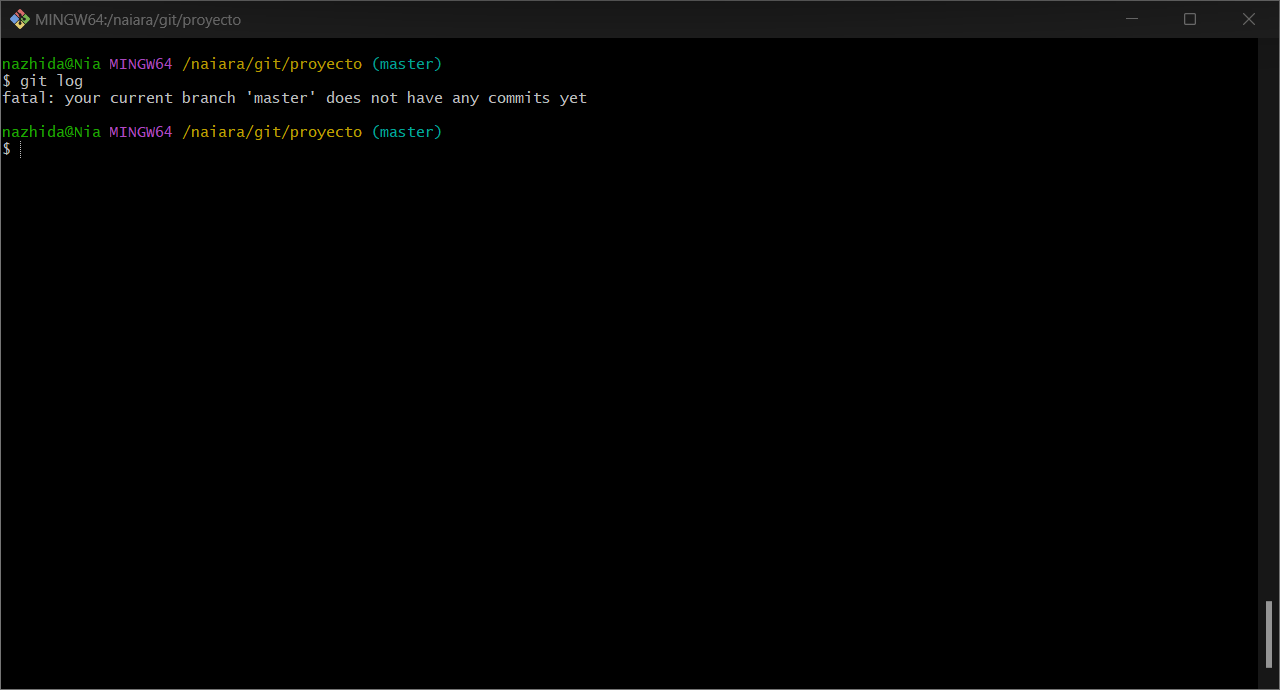 MINGW64:/naiara/git/proyecto
nazhida@Nia MINGW64 /naiara/git/proyecto (master)
$ git log
fatal: your current branch 'master' does not have any commits yet
nazhida@Nia MINGW64 /naiara/git/proyecto (master)
$